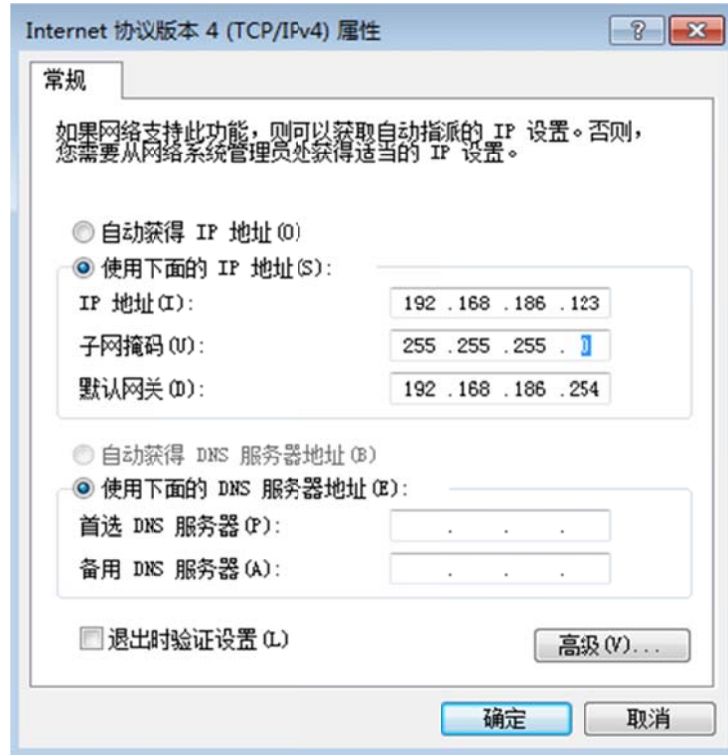 Internet 协议版本 4 (TCP/IPv4) 属性
常规
如果网络支持此功能，则可以获取自动指派的 IP 设置。否则，
您需要从网络系统管理员处获得适当的 IP 设置。
自动获得 IP 地址(O)
使用下面的 IP 地址(S):
IP 地址(I): 192 .168 .186 .123
子网掩码(U): 255 .255 .255 . 0
默认网关(D): 192 .168 .186 .254
自动获得 DNS 服务器地址(B)
使用下面的 DNS 服务器地址(E):
首选 DNS 服务器(P): . . .
备用 DNS 服务器(A): . . .
退出时验证设置(L)
高级(V)...
确定 取消